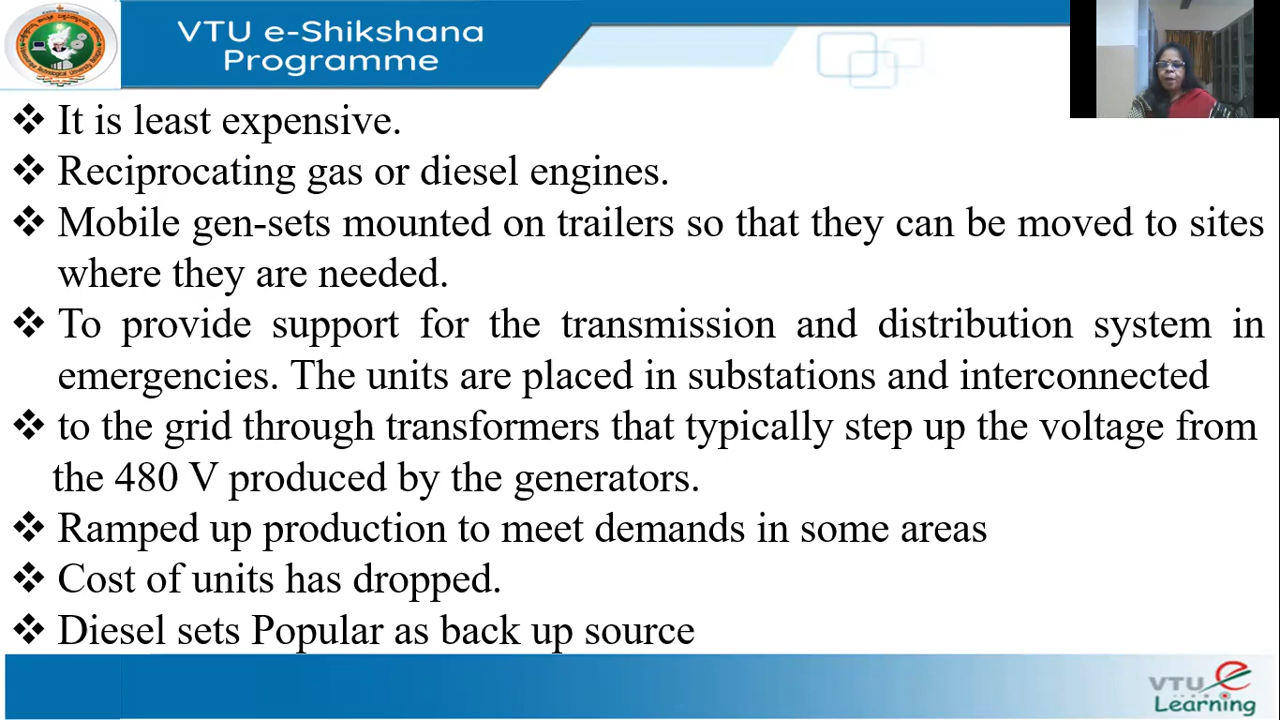 VTU e-Shikshana
Programme
❖ It is least expensive.
❖ Reciprocating gas or diesel engines.
❖ Mobile gen-sets mounted on trailers so that they can be moved to sites
where they are needed.
❖ To provide support for the transmission and distribution system in
emergencies. The units are placed in substations and interconnected
❖ to the grid through transformers that typically step up the voltage from
the 480 V produced by the generators.
❖ Ramped up production to meet demands in some areas
❖ Cost of units has dropped.
❖ Diesel sets Popular as back up source
VTU e
Learning